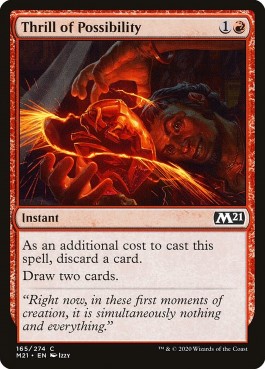 Thrill of Possibility 1
Instant M21
As an additional cost to cast this
spell, discard a card.
Draw two cards.
“Right now, in these first moments of
creation, it is simultaneously nothing
and everything.”
165/274 C
M21 • EN Izzy ™ & © 2020 Wizards of the Coast